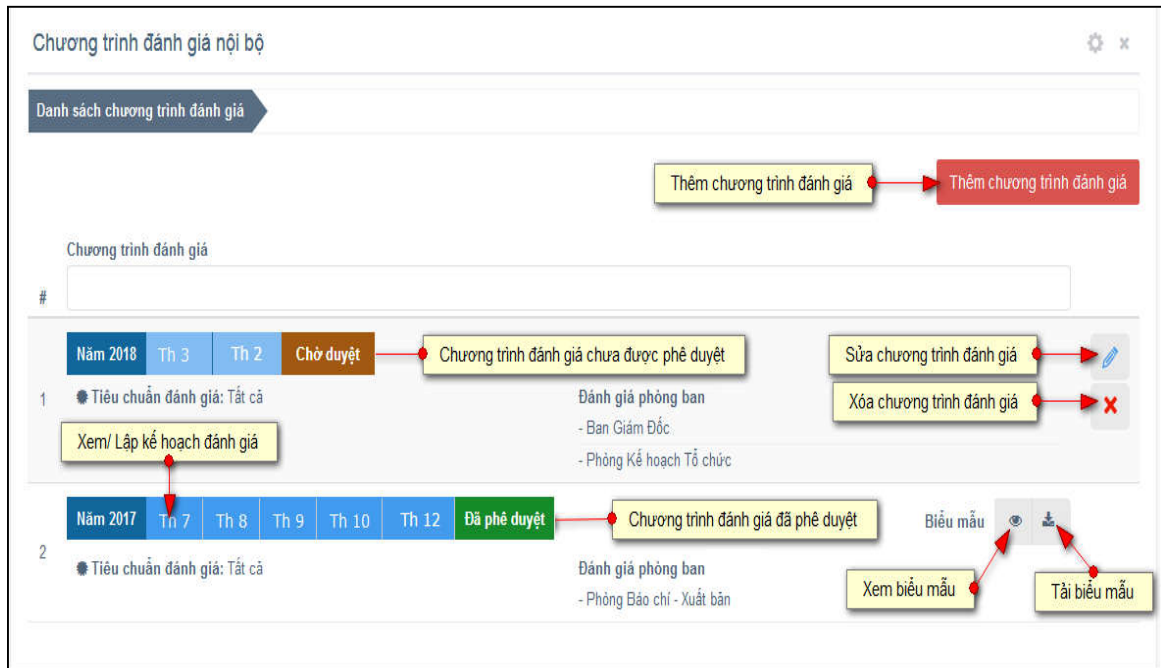 Chương trình đánh giá nội bộ
Danh sách chương trình đánh giá
Thêm chương trình đánh giá
Thêm chương trình đánh giá
Chương trình đánh giá
#
Năm 2018 Th 3 Th 2 Chờ duyệt
Chương trình đánh giá chưa được phê duyệt
Sửa chương trình đánh giá
1
Tiêu chuẩn đánh giá: Tất cả
Đánh giá phòng ban
Xóa chương trình đánh giá
- Ban Giám Đốc
Xem/ Lập kế hoạch đánh giá
- Phòng Kế hoạch Tổ chức
Năm 2017 Th 7 Th 8 Th 9 Th 10 Th 12 Đã phê duyệt
Chương trình đánh giá đã phê duyệt
Biểu mẫu
2
Tiêu chuẩn đánh giá: Tất cả
Đánh giá phòng ban
Xem biểu mẫu
Tải biểu mẫu
- Phòng Báo chí - Xuất bản